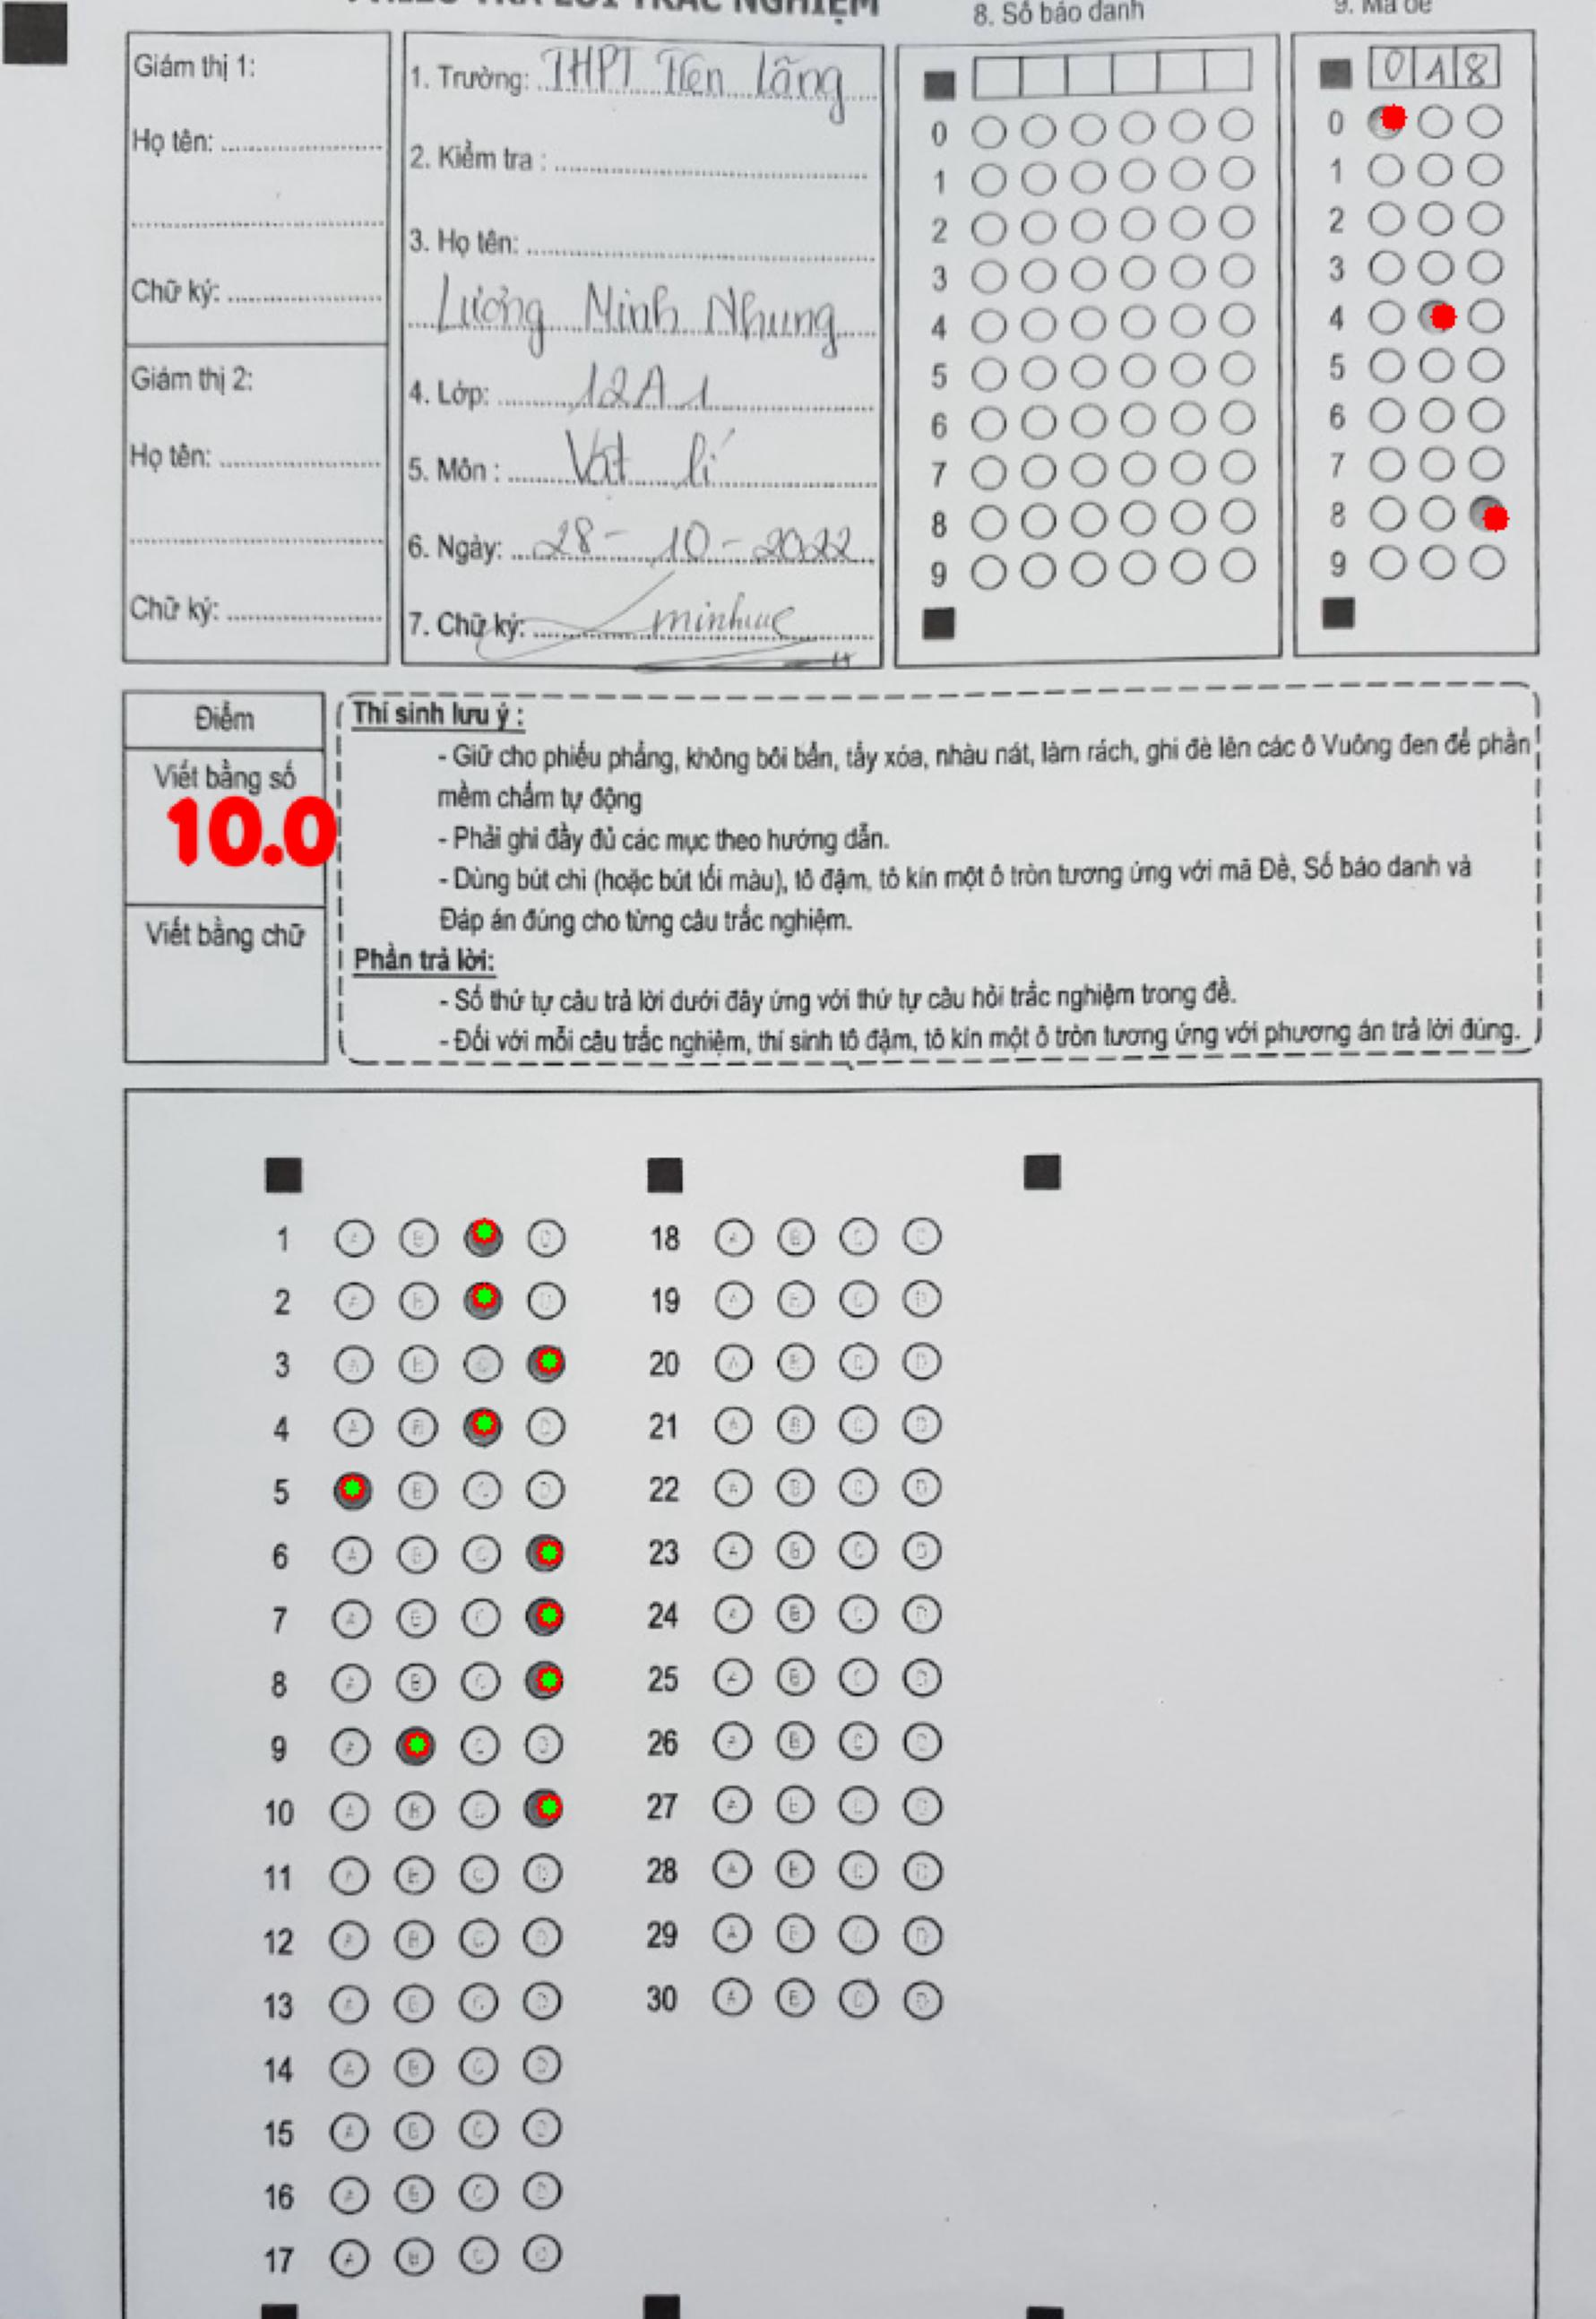 PHIẾU TRẢ LỜI TRẮC NGHIỆM
Giám thị 1:
Họ tên:
Chữ ký:
Giám thị 2:
Họ tên:
Chữ ký:
1. Trường: THPT Tiên Lãng
2. Kiểm tra :
3. Họ tên:
Lương Minh Nhung
4. Lớp: 12A1
5. Môn : Vật lí
6. Ngày: 28 - 10 - 2022
7. Chữ ký:
8. Số báo danh
0
1
2
3
4
5
6
7
8
9
9. Mã đề
0 1 8
0
1
2
3
4
5
6
7
8
9
Điểm
Viết bằng số
10.0
Viết bằng chữ
Thí sinh lưu ý :
- Giữ cho phiếu phẳng, không bôi bẩn, tẩy xóa, nhàu nát, làm rách, ghi đè lên các ô Vuông đen để phần
mềm chấm tự động
- Phải ghi đầy đủ các mục theo hướng dẫn.
- Dùng bút chì (hoặc bút tối màu), tô đậm, tô kín một ô tròn tương ứng với mã Đề, Số báo danh và
Đáp án đúng cho từng câu trắc nghiệm.
Phần trả lời:
- Số thứ tự câu trả lời dưới đây ứng với thứ tự câu hỏi trắc nghiệm trong đề.
- Đối với mỗi câu trắc nghiệm, thí sinh tô đậm, tô kín một ô tròn tương ứng với phương án trả lời đúng.
1
2
3
4
5
6
7
8
9
10
11
12
13
14
15
16
17
18
19
20
21
22
23
24
25
26
27
28
29
30